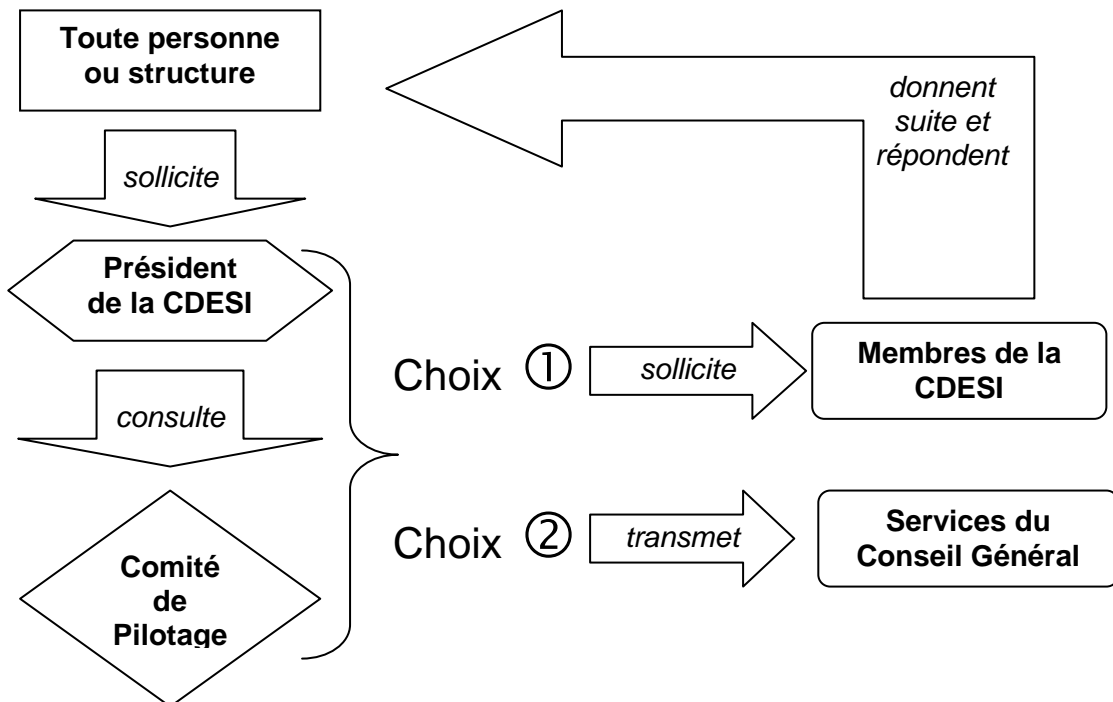 Toute personne
ou structure
donnent
suite et
répondent
sollicite
Président
de la CDESI
Choix ①
sollicite
Membres de la
CDESI
consulte
Choix ②
transmet
Services du
Conseil Général
Comité
de
Pilotage